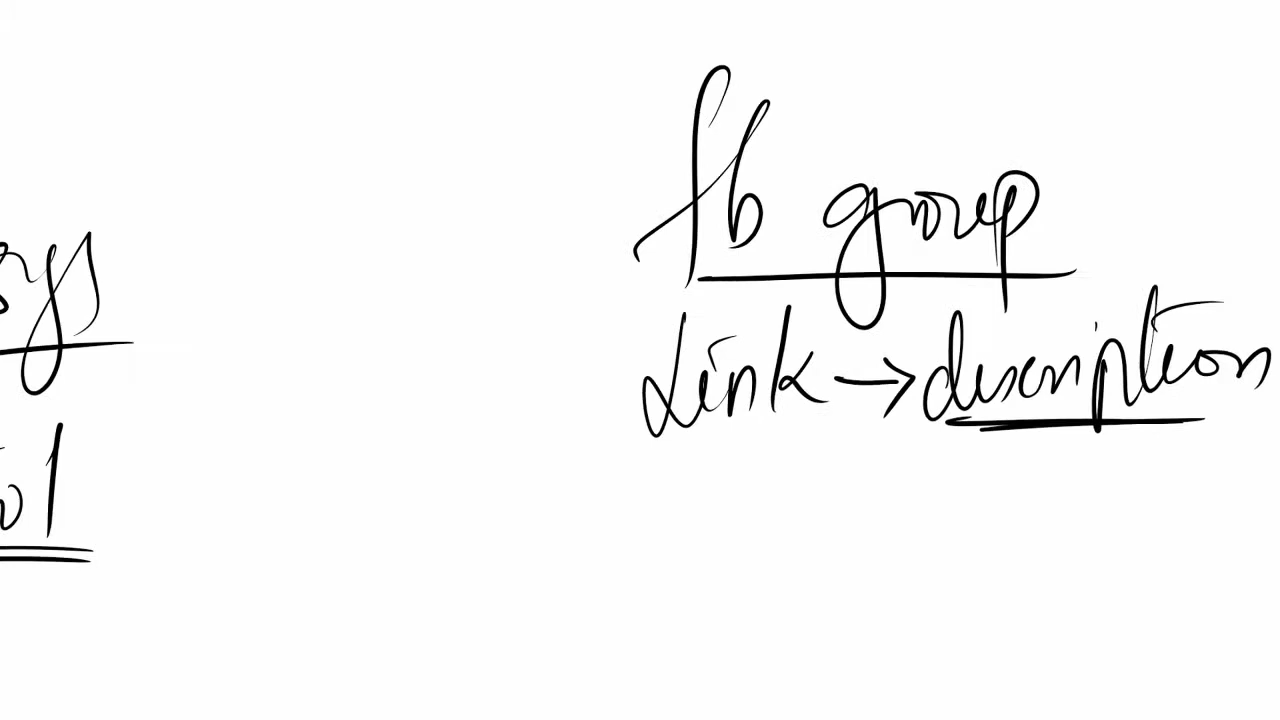 fb group
Link → description